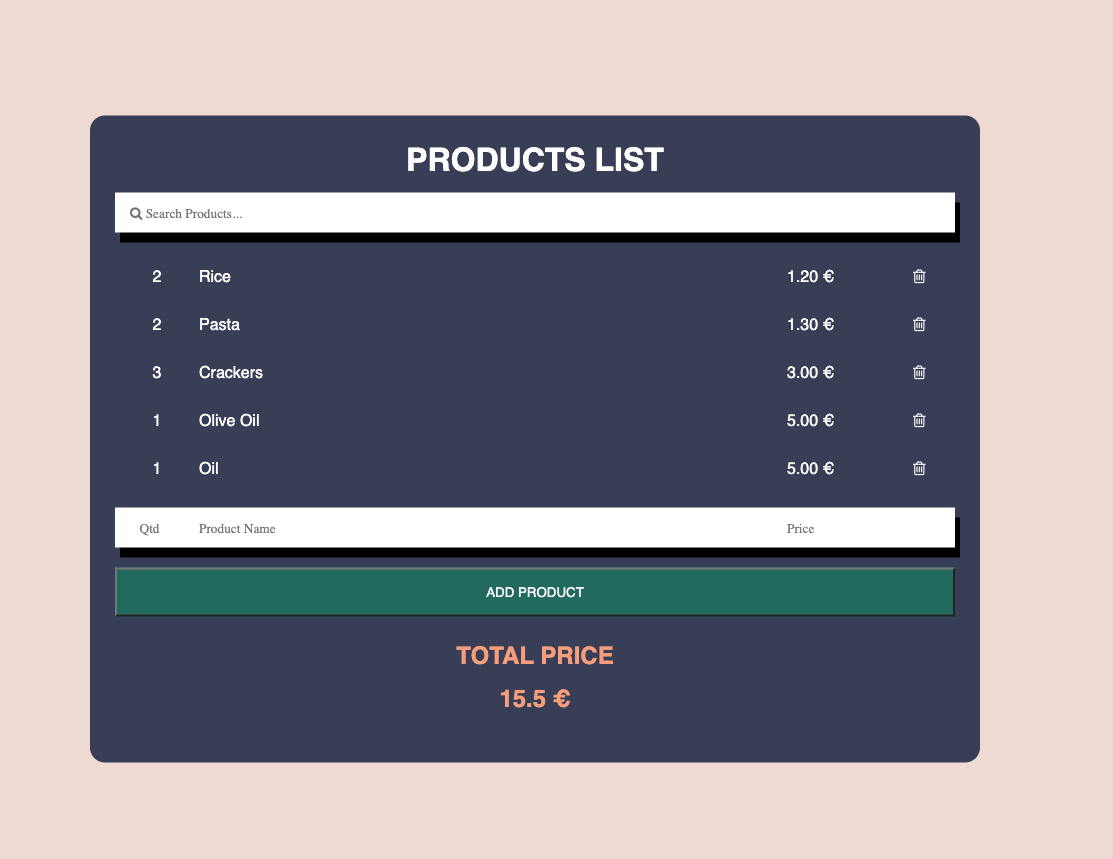 PRODUCTS LIST
Search Products...
2 Rice 1.20 €
2 Pasta 1.30 €
3 Crackers 3.00 €
1 Olive Oil 5.00 €
1 Oil 5.00 €
Qtd Product Name Price
ADD PRODUCT
TOTAL PRICE
15.5 €